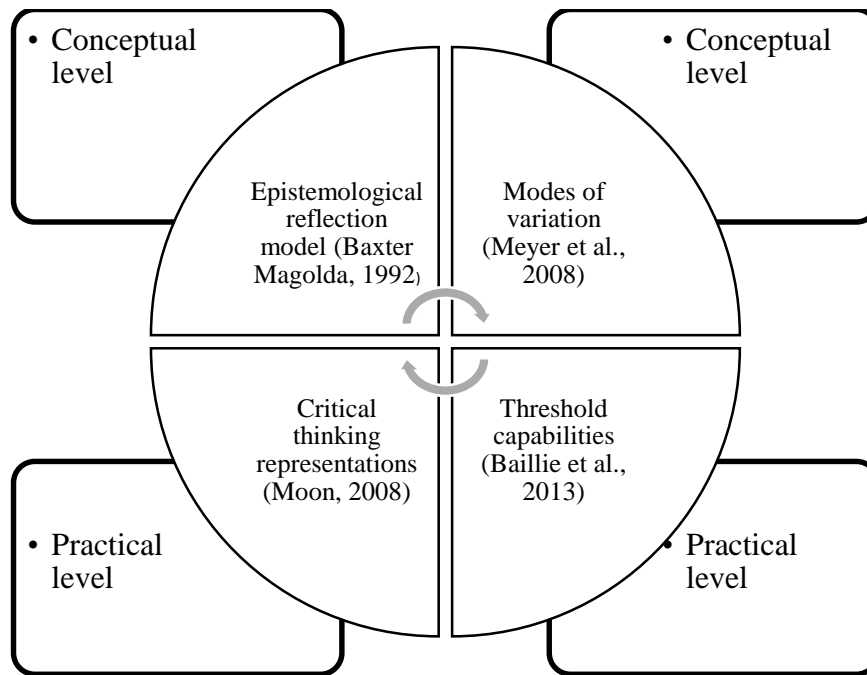 • Conceptual
level
• Conceptual
level
Epistemological
reflection
model (Baxter
Magolda, 1992)
Modes of
variation
(Meyer et al.,
2008)
Critical
thinking
representations
(Moon, 2008)
Threshold
capabilities
(Baillie et al.,
2013)
• Practical
level
• Practical
level